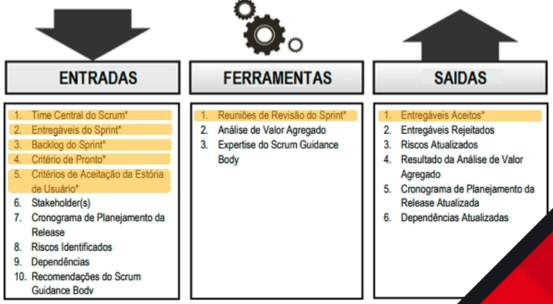 ENTRADAS
1. Time Central do Scrum*
2. Entregáveis do Sprint*
3. Backlog do Sprint*
4. Critério de Pronto*
5. Critérios de Aceitação da Estória
de Usuário*
6. Stakeholder(s)
7. Cronograma de Planejamento da
Release
8. Riscos Identificados
9. Dependências
10. Recomendações do Scrum
Guidance Body
FERRAMENTAS
1. Reuniões de Revisão do Sprint*
2. Análise de Valor Agregado
3. Expertise do Scrum Guidance
Body
SAIDAS
1. Entregáveis Aceitos*
2. Entregáveis Rejeitados
3. Riscos Atualizados
4. Resultado da Análise de Valor
Agregado
5. Cronograma de Planejamento da
Release Atualizada
6. Dependências Atualizadas